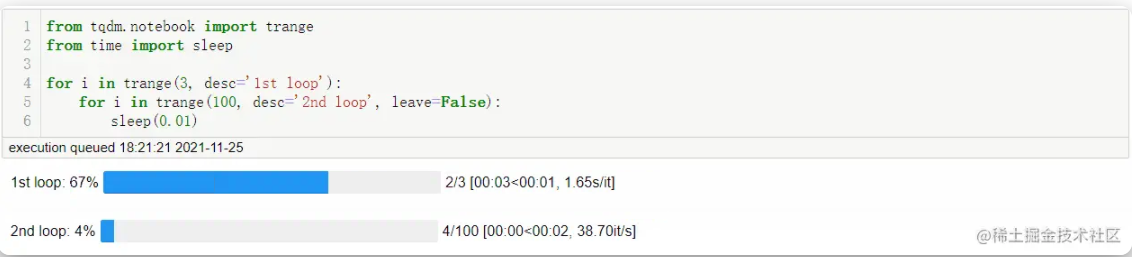 1 from tqdm.notebook import trange
2 from time import sleep
3
4 for i in trange(3, desc='1st loop'):
5     for i in trange(100, desc='2nd loop', leave=False):
6         sleep(0.01)
execution queued 18:21:21 2021-11-25
1st loop: 67% 2/3 [00:03<00:01, 1.65s/it]
2nd loop: 4% 4/100 [00:00<00:02, 38.70it/s]
@稀土掘金技术社区